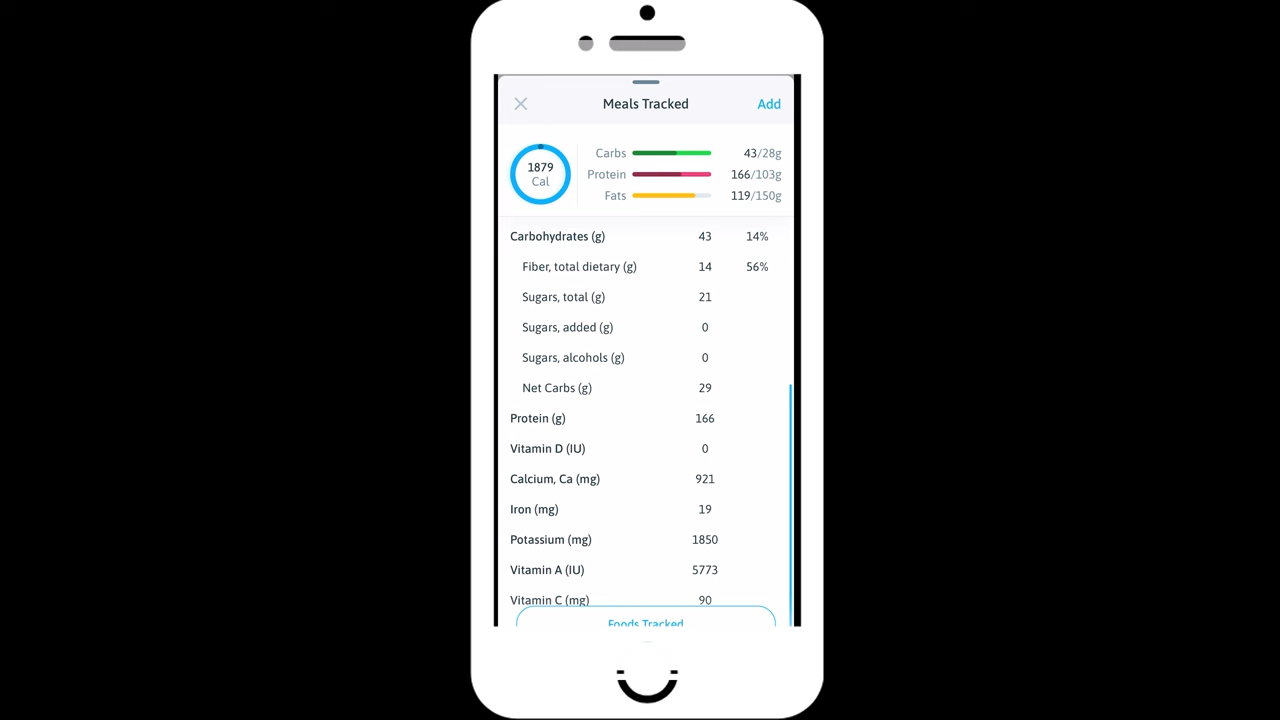 Meals Tracked Add
1879
Cal
Carbs 43/28g
Protein 166/103g
Fats 119/150g
Carbohydrates (g) 43 14%
Fiber, total dietary (g) 14 56%
Sugars, total (g) 21
Sugars, added (g) 0
Sugars, alcohols (g) 0
Net Carbs (g) 29
Protein (g) 166
Vitamin D (IU) 0
Calcium, Ca (mg) 921
Iron (mg) 19
Potassium (mg) 1850
Vitamin A (IU) 5773
Vitamin C (mg) 90
Foods Tracked